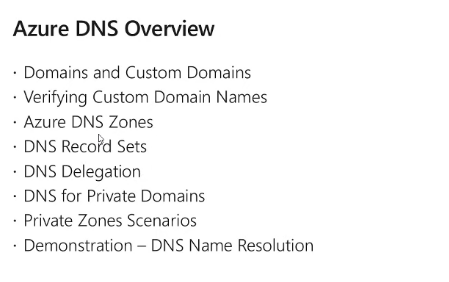 Azure DNS Overview
· Domains and Custom Domains
· Verifying Custom Domain Names
· Azure DNS Zones
· DNS Record Sets
· DNS Delegation
· DNS for Private Domains
· Private Zones Scenarios
· Demonstration – DNS Name Resolution